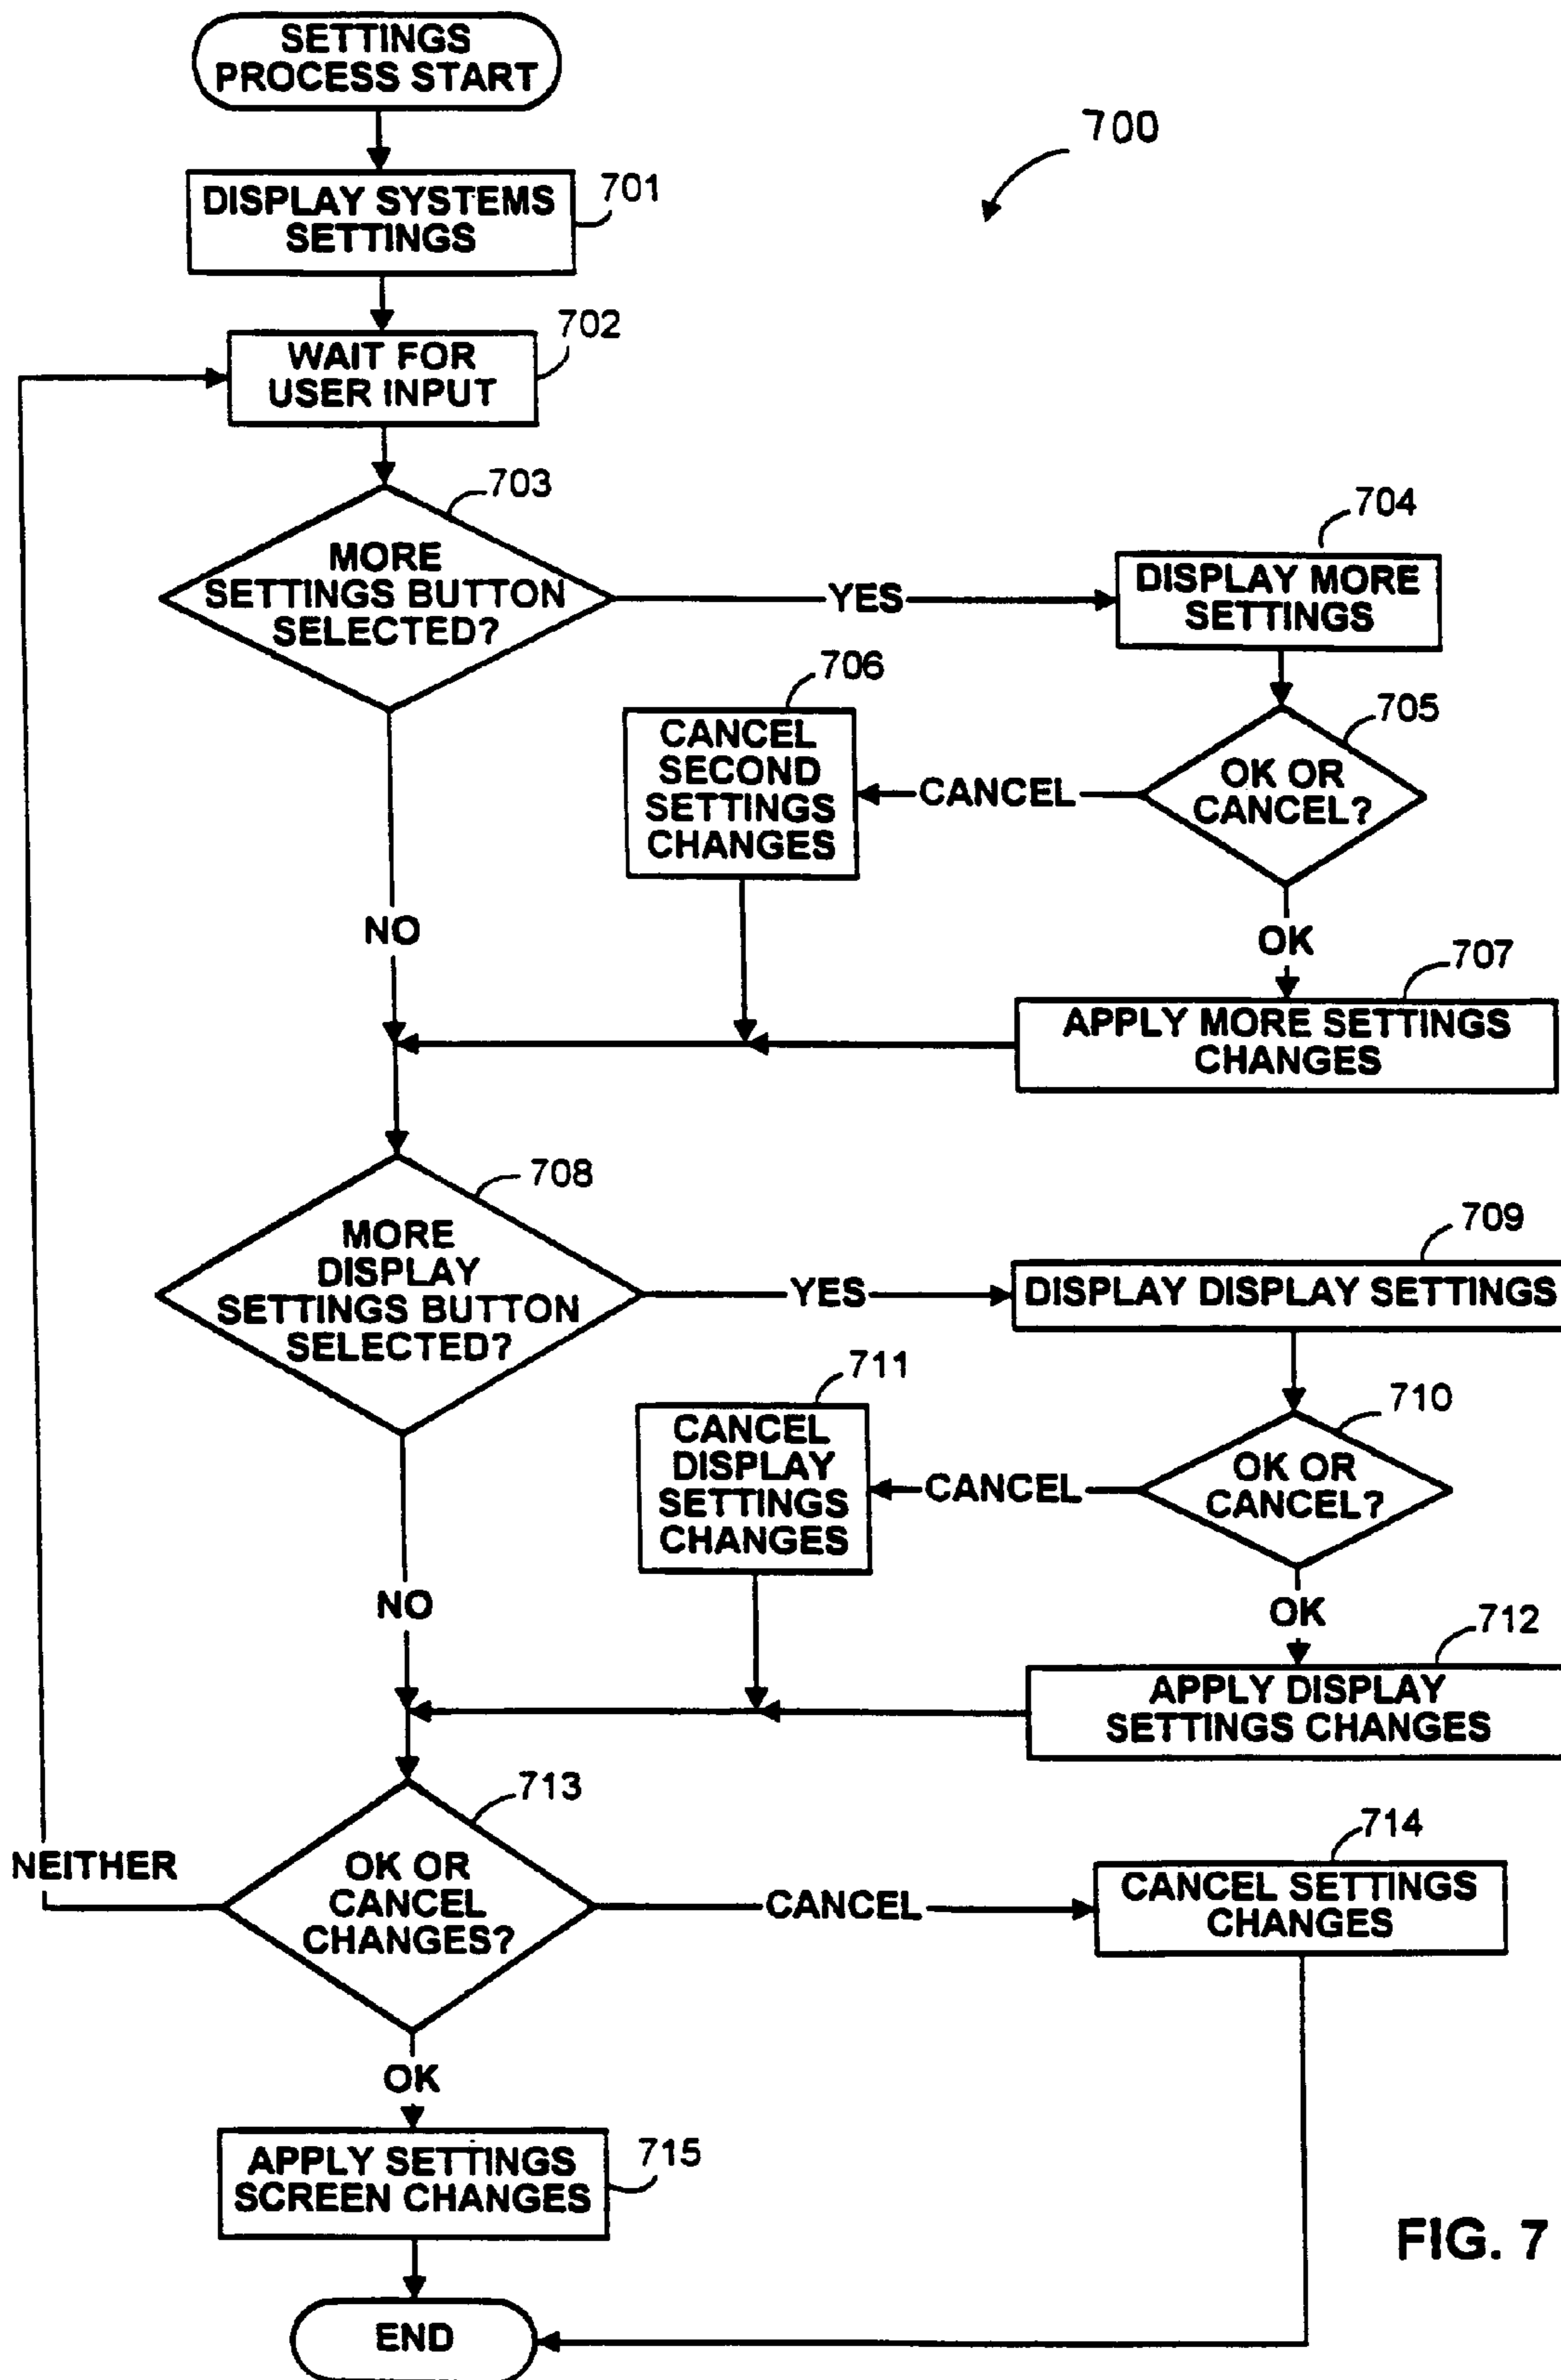 SETTINGS
PROCESS START
700
DISPLAY SYSTEMS
SETTINGS
701
WAIT FOR
USER INPUT
702
703
MORE
SETTINGS BUTTON
SELECTED?
YES
704
DISPLAY MORE
SETTINGS
706
CANCEL
SECOND
SETTINGS
CHANGES
CANCEL
705
OK OR
CANCEL?
NO
OK
707
APPLY MORE SETTINGS
CHANGES
708
MORE
DISPLAY
SETTINGS BUTTON
SELECTED?
YES
709
DISPLAY DISPLAY SETTINGS
711
CANCEL
DISPLAY
SETTINGS
CHANGES
CANCEL
710
OK OR
CANCEL?
NO
OK
712
APPLY DISPLAY
SETTINGS CHANGES
713
NEITHER
OK OR
CANCEL
CHANGES?
CANCEL
714
CANCEL SETTINGS
CHANGES
OK
APPLY SETTINGS
SCREEN CHANGES
715
FIG. 7
END